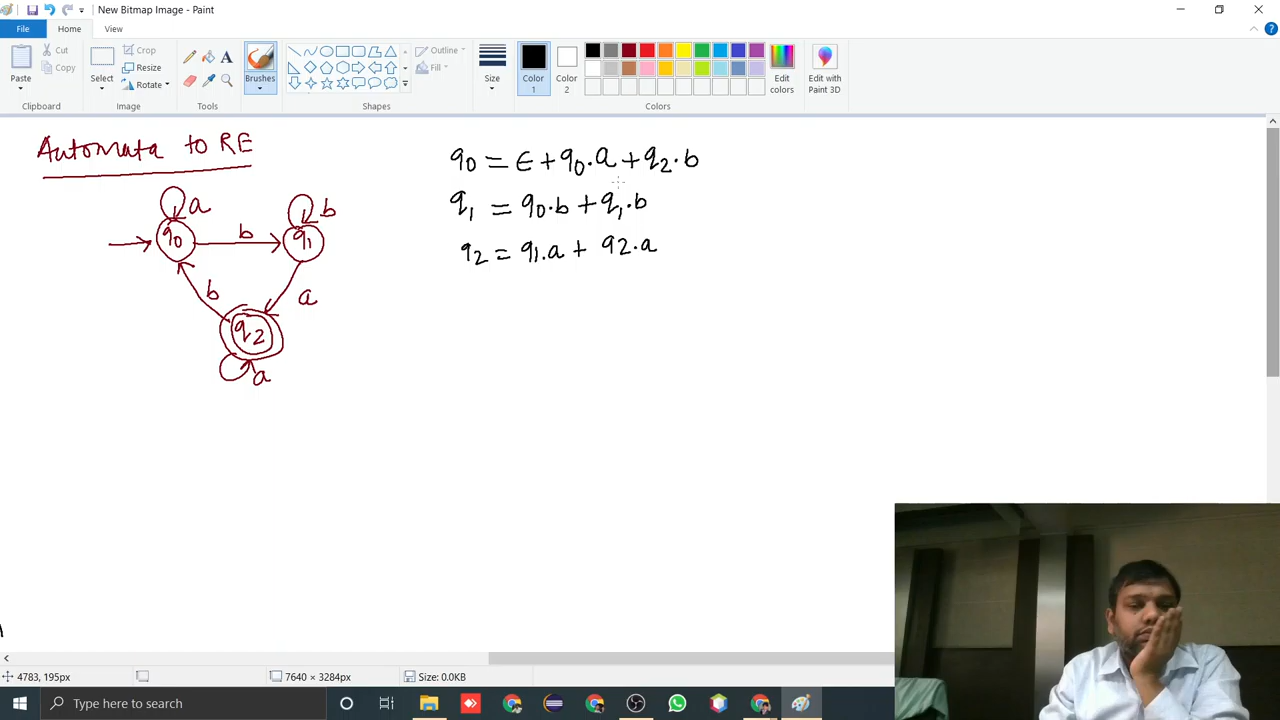 New Bitmap Image - Paint
File Home View
Paste
Cut
Copy
Clipboard
Select
Crop
Resize
Rotate
Image
A
Tools
Brushes
Shapes
Outline
Fill
Size
Color 1
Color 2
Edit colors
Colors
Edit with Paint 3D
Automata to RE
a
b
q0
b
q1
b
a
q2
a
q0 = ε + q0.a + q2.b
q1 = q0.b + q1.b
q2 = q1.a + q2.a
4783, 195px
7640 × 3284px
Size: 0.0KB
Type here to search